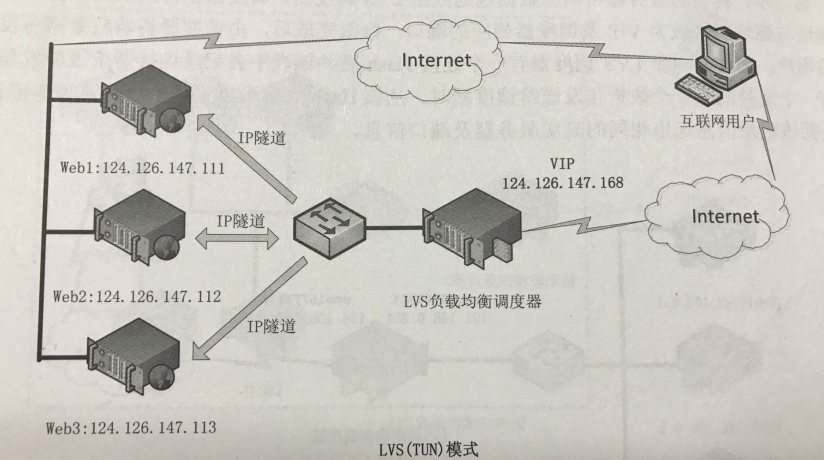 Internet
互联网用户
IP隧道
Web1:124.126.147.111
VIP
124.126.147.168
IP隧道
Internet
Web2:124.126.147.112
LVS负载均衡调度器
IP隧道
Web3:124.126.147.113
LVS(TUN)模式